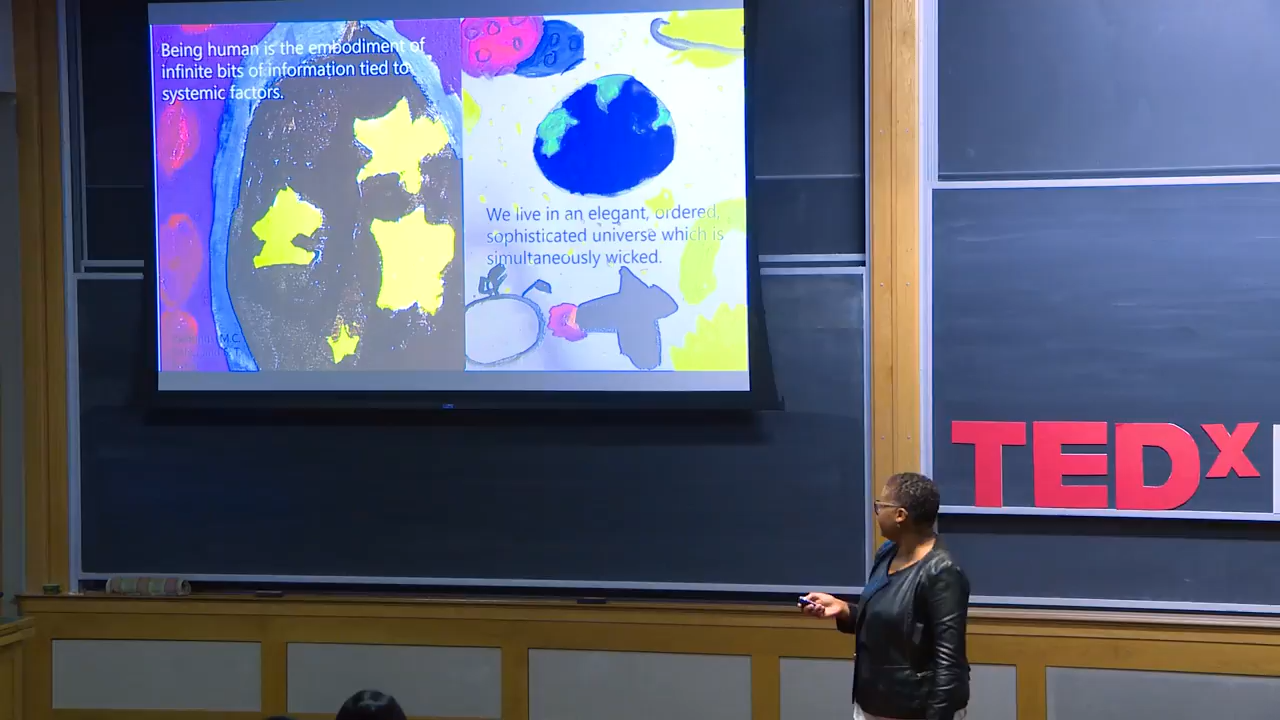 Being human is the embodiment of
infinite bits of information tied to
systemic factors.
We live in an elegant, ordered,
sophisticated universe which is
simultaneously wicked.
M.C.
TEDx